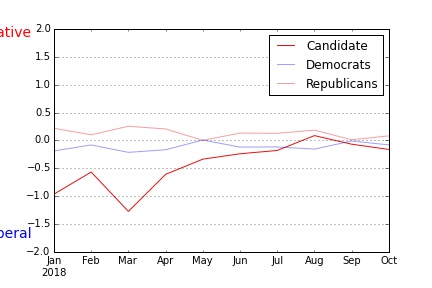 ative
2.0
1.5
1.0
0.5
0.0
−0.5
−1.0
−1.5
−2.0
beral
Candidate
Democrats
Republicans
Jan Feb Mar Apr May Jun Jul Aug Sep Oct
2018